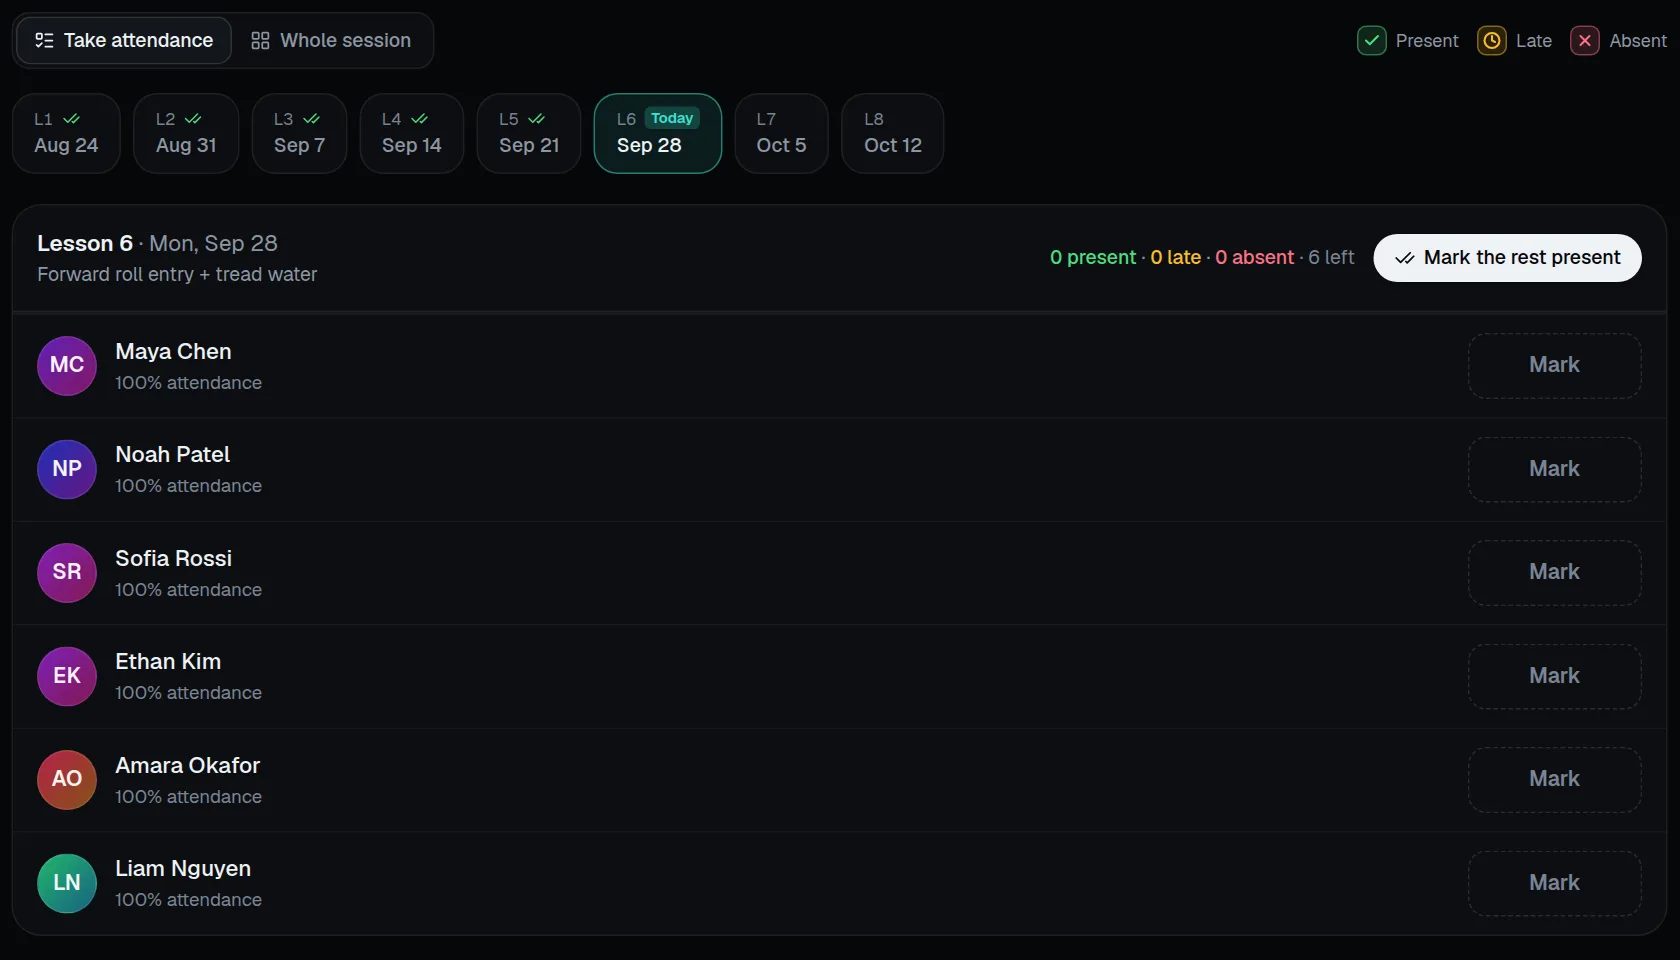 Take attendance
Whole session
Present
Late
Absent
L1
Aug 24
L2
Aug 31
L3
Sep 7
L4
Sep 14
L5
Sep 21
L6 Today
Sep 28
L7
Oct 5
L8
Oct 12
Lesson 6 · Mon, Sep 28
Forward roll entry + tread water
0 present · 0 late · 0 absent · 6 left
Mark the rest present
MC
Maya Chen
100% attendance
Mark
NP
Noah Patel
100% attendance
Mark
SR
Sofia Rossi
100% attendance
Mark
EK
Ethan Kim
100% attendance
Mark
AO
Amara Okafor
100% attendance
Mark
LN
Liam Nguyen
100% attendance
Mark